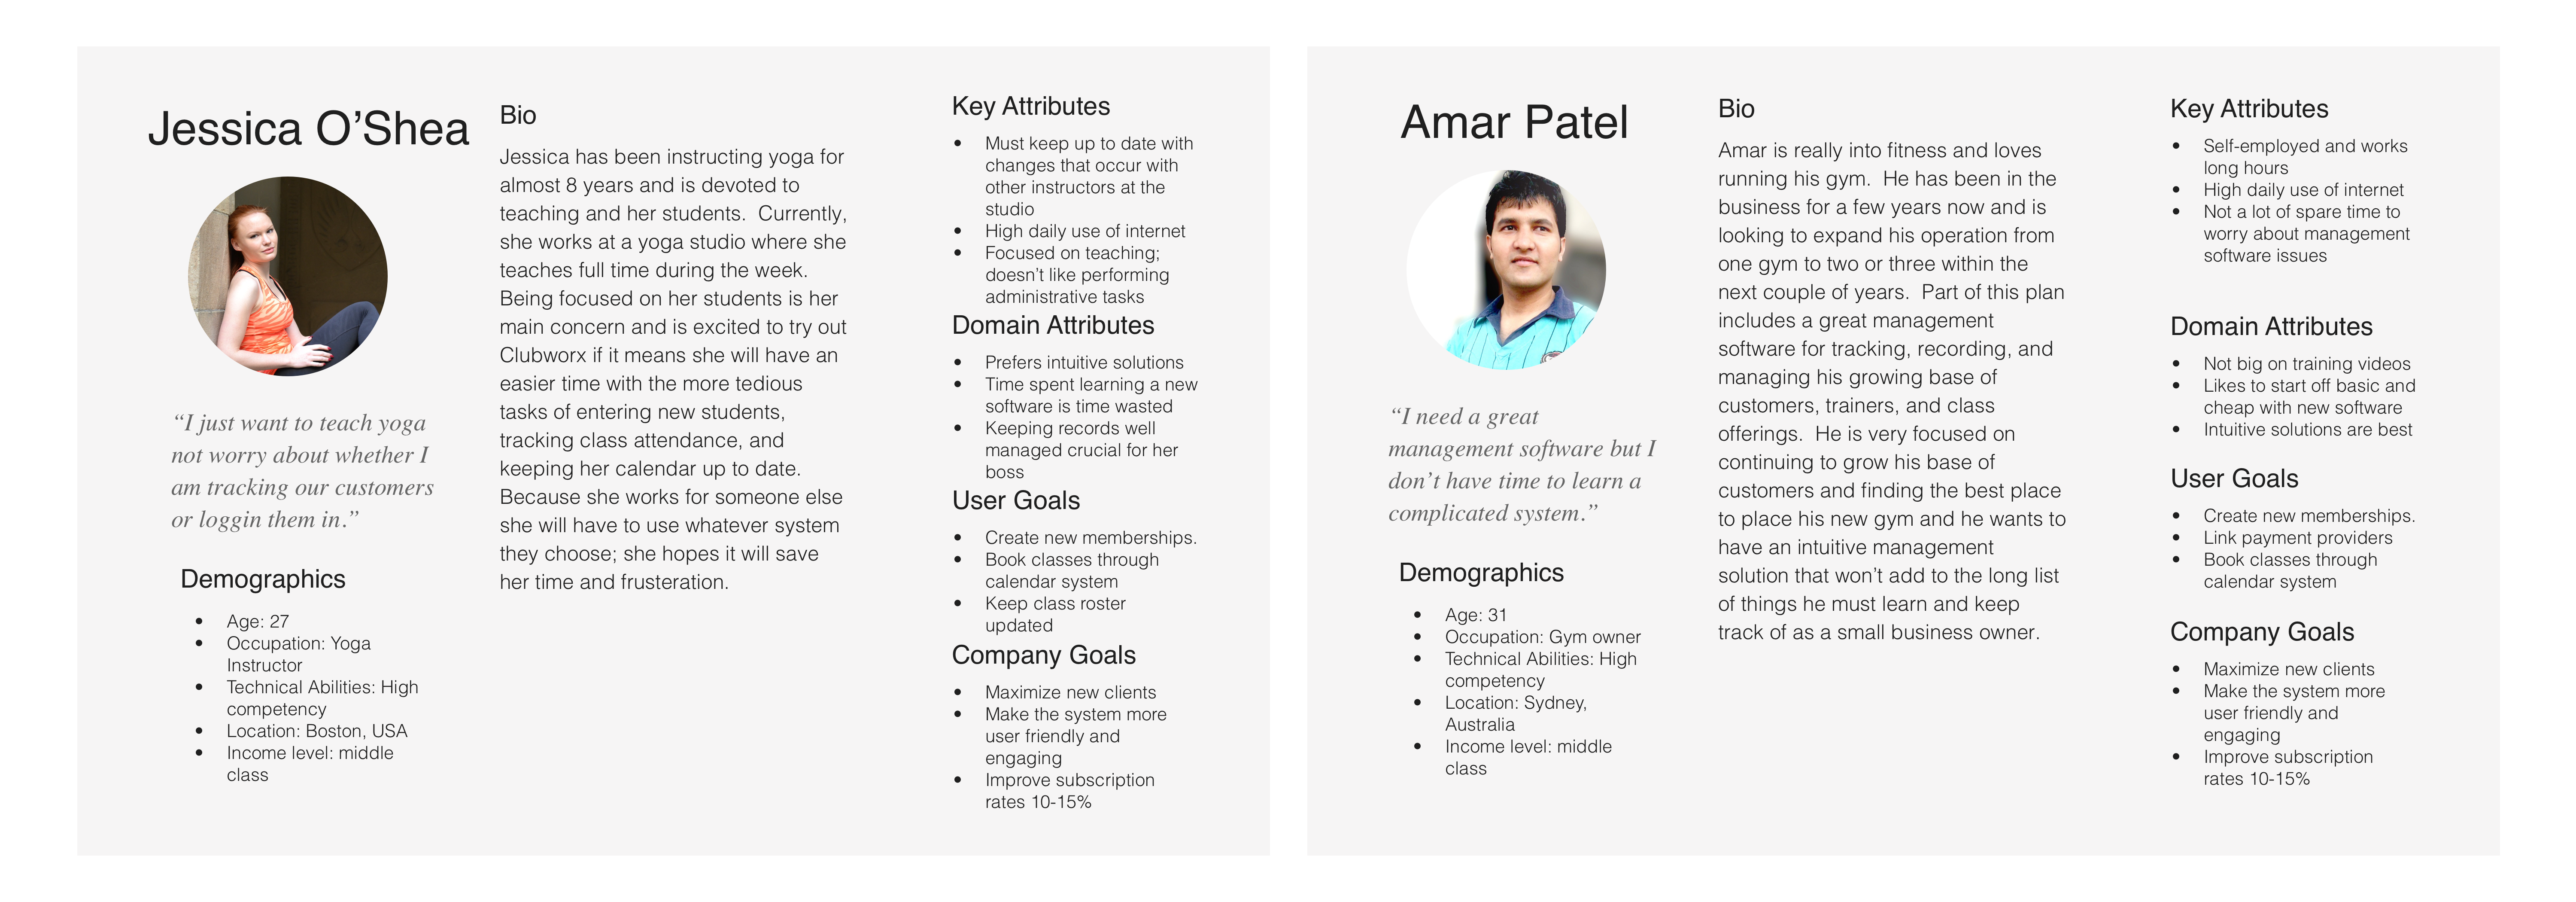 Jessica O’Shea
“I just want to teach yoga
not worry about whether I
am tracking our customers
or loggin them in.”
Demographics
• Age: 27
• Occupation: Yoga
Instructor
• Technical Abilities: High
competency
• Location: Boston, USA
• Income level: middle
class
Bio
Jessica has been instructing yoga for
almost 8 years and is devoted to
teaching and her students.  Currently,
she works at a yoga studio where she
teaches full time during the week.
Being focused on her students is her
main concern and is excited to try out
Clubworx if it means she will have an
easier time with the more tedious
tasks of entering new students,
tracking class attendance, and
keeping her calendar up to date.
Because she works for someone else
she will have to use whatever system
they choose; she hopes it will save
her time and frusteration.
Key Attributes
• Must keep up to date with
changes that occur with
other instructors at the
studio
• High daily use of internet
• Focused on teaching;
doesn’t like performing
administrative tasks
Domain Attributes
• Prefers intuitive solutions
• Time spent learning a new
software is time wasted
• Keeping records well
managed crucial for her
boss
User Goals
• Create new memberships.
• Book classes through
calendar system
• Keep class roster
updated
Company Goals
• Maximize new clients
• Make the system more
user friendly and
engaging
• Improve subscription
rates 10-15%
Amar Patel
“I need a great
management software but I
don’t have time to learn a
complicated system.”
Demographics
• Age: 31
• Occupation: Gym owner
• Technical Abilities: High
competency
• Location: Sydney,
Australia
• Income level: middle
class
Bio
Amar is really into fitness and loves
running his gym.  He has been in the
business for a few years now and is
looking to expand his operation from
one gym to two or three within the
next couple of years.  Part of this plan
includes a great management
software for tracking, recording, and
managing his growing base of
customers, trainers, and class
offerings.  He is very focused on
continuing to grow his base of
customers and finding the best place
to place his new gym and he wants to
have an intuitive management
solution that won’t add to the long list
of things he must learn and keep
track of as a small business owner.
Key Attributes
• Self-employed and works
long hours
• High daily use of internet
• Not a lot of spare time to
worry about management
software issues
Domain Attributes
• Not big on training videos
• Likes to start off basic and
cheap with new software
• Intuitive solutions are best
User Goals
• Create new memberships.
• Link payment providers
• Book classes through
calendar system
Company Goals
• Maximize new clients
• Make the system more
user friendly and
engaging
• Improve subscription
rates 10-15%